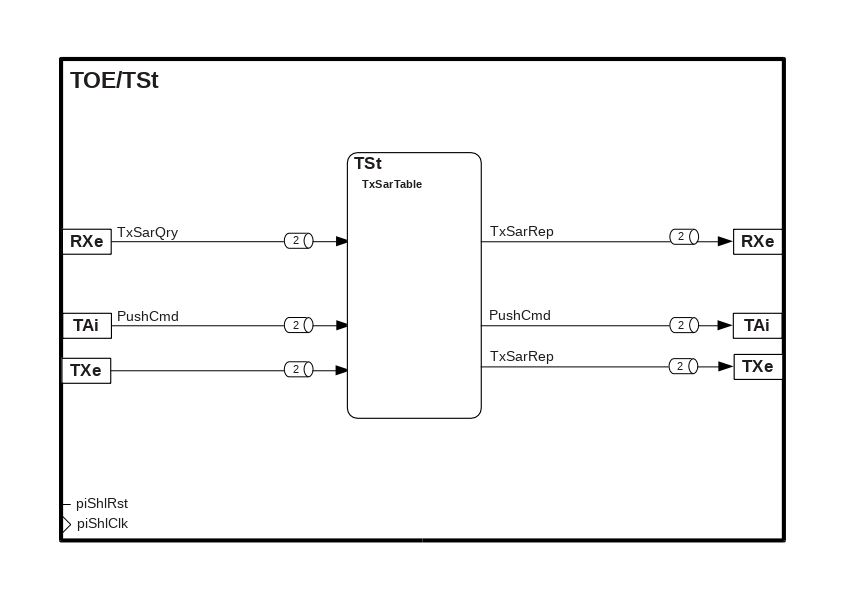 TOE/TSt
TSt
TxSarTable
RXe
TxSarQry
2
TxSarRep
2
RXe
TAi
PushCmd
2
PushCmd
2
TAi
TXe
2
TxSarRep
2
TXe
piShlRst
piShlClk